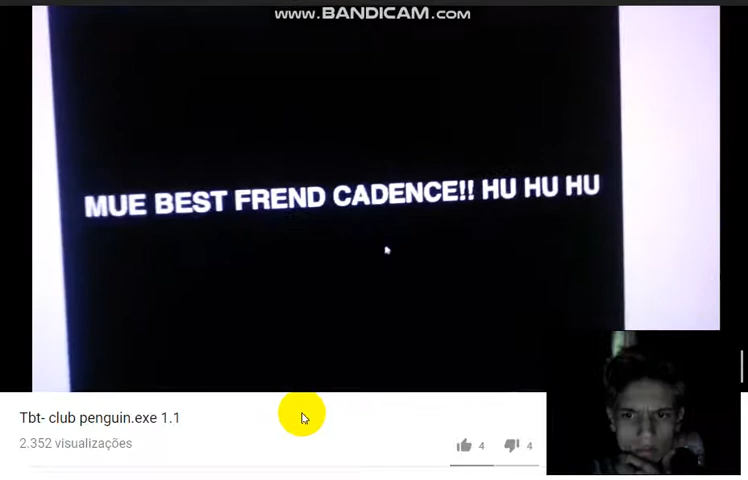 WWW.BANDICAM.COM
MUE BEST FREND CADENCE!! HU HU HU
Tbt- club penguin.exe 1.1
2.352 visualizações
4
4